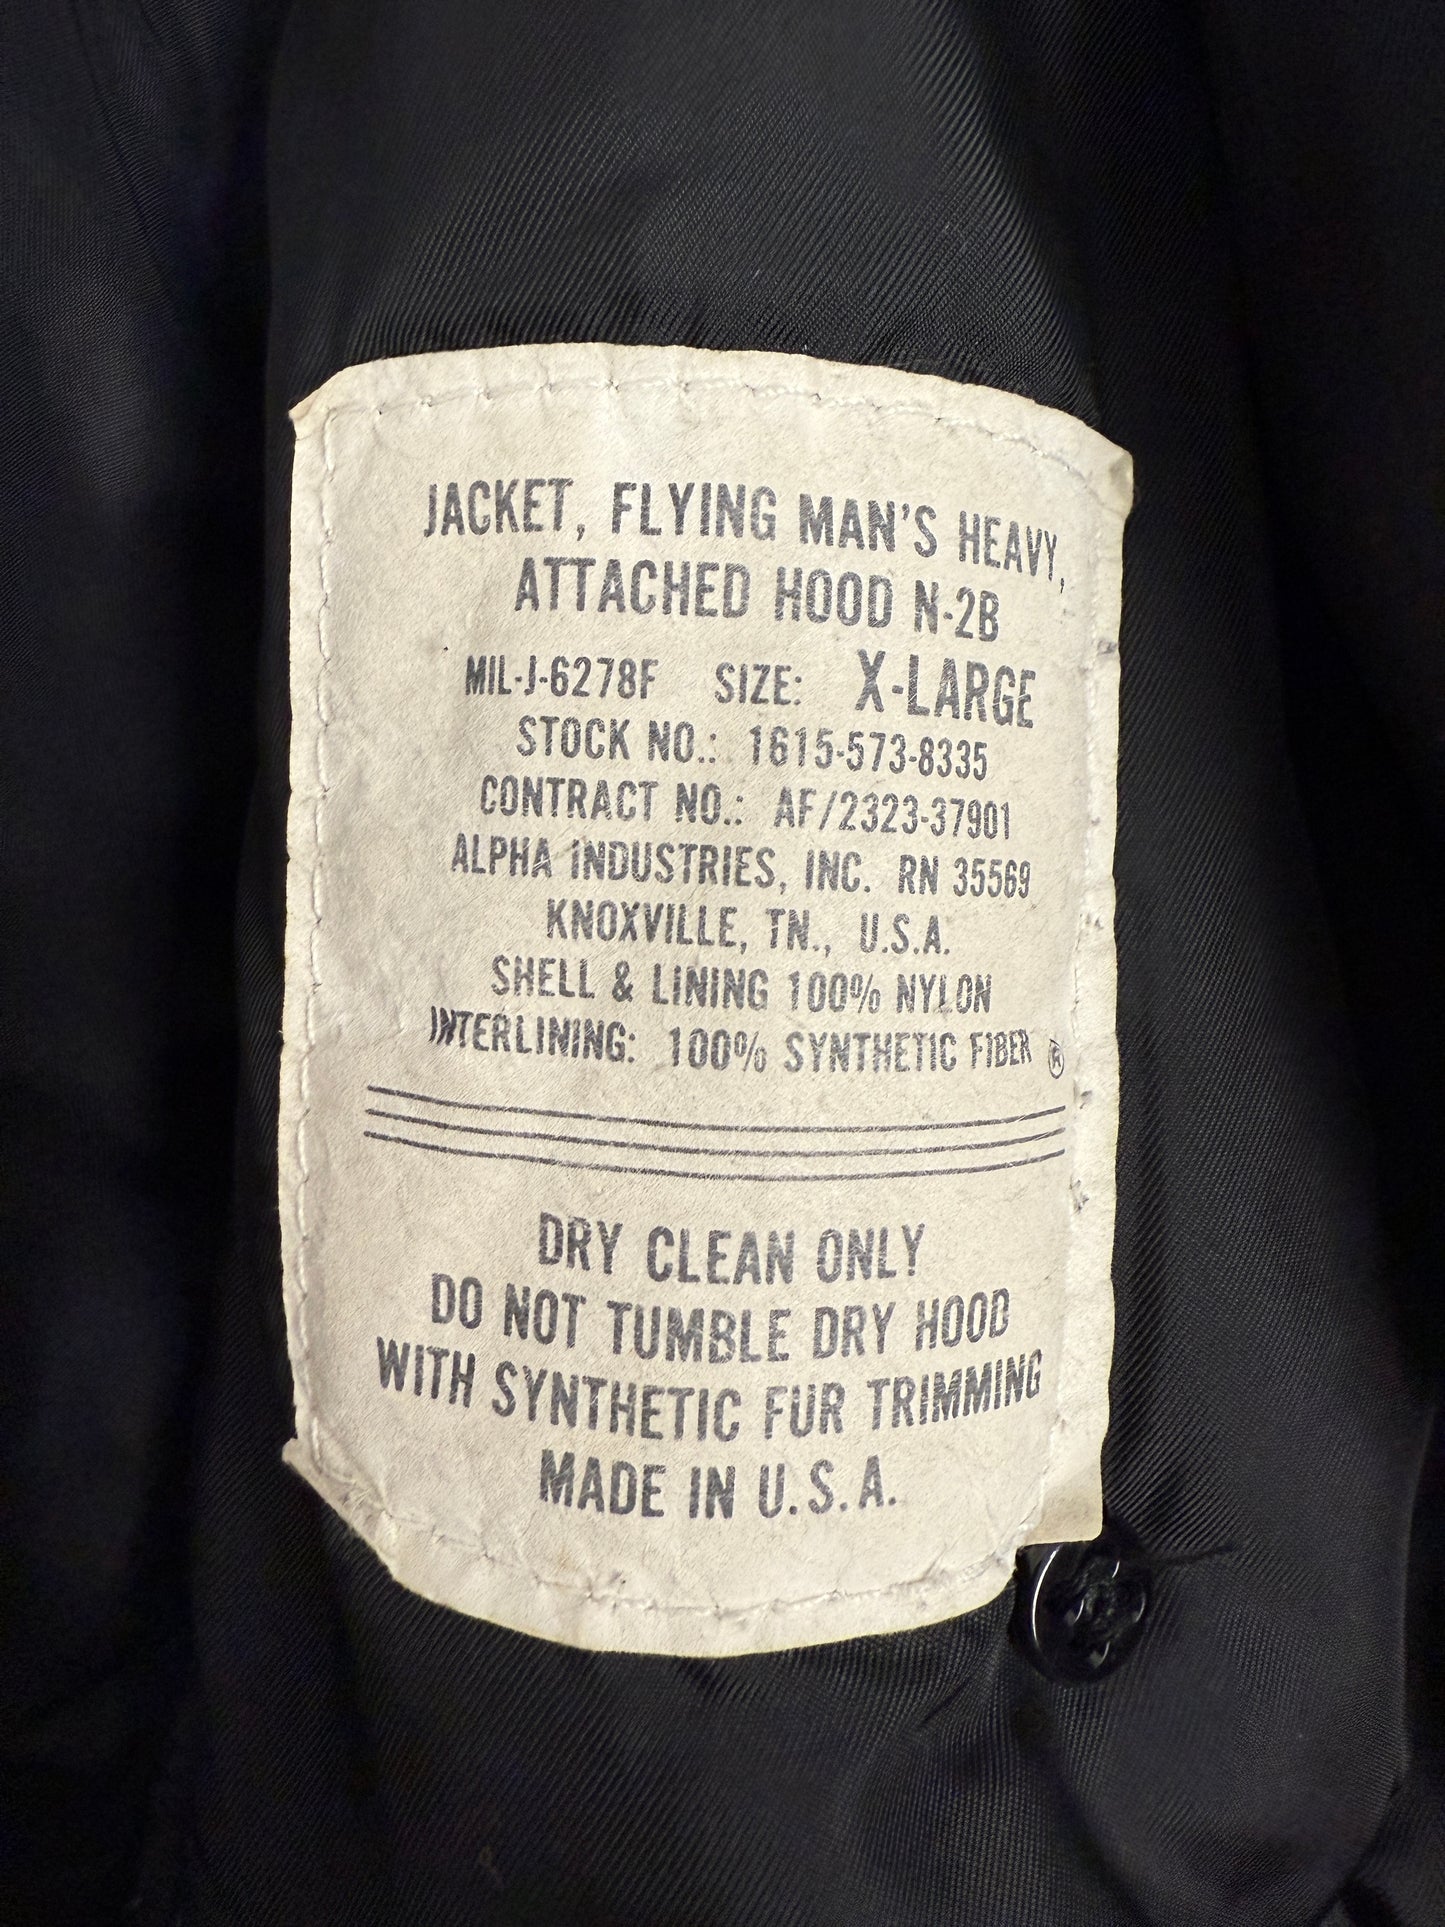 JACKET, FLYING MAN'S HEAVY,
ATTACHED HOOD N-2B
MIL-J-6278F SIZE: X-LARGE
STOCK NO.: 1615-573-8335
CONTRACT NO.: AF/2323-37901
ALPHA INDUSTRIES, INC. RN 35569
KNOXVILLE, TN., U.S.A.
SHELL & LINING 100% NYLON
INTERLINING: 100% SYNTHETIC FIBER ®
DRY CLEAN ONLY
DO NOT TUMBLE DRY HOOD
WITH SYNTHETIC FUR TRIMMING
MADE IN U.S.A.